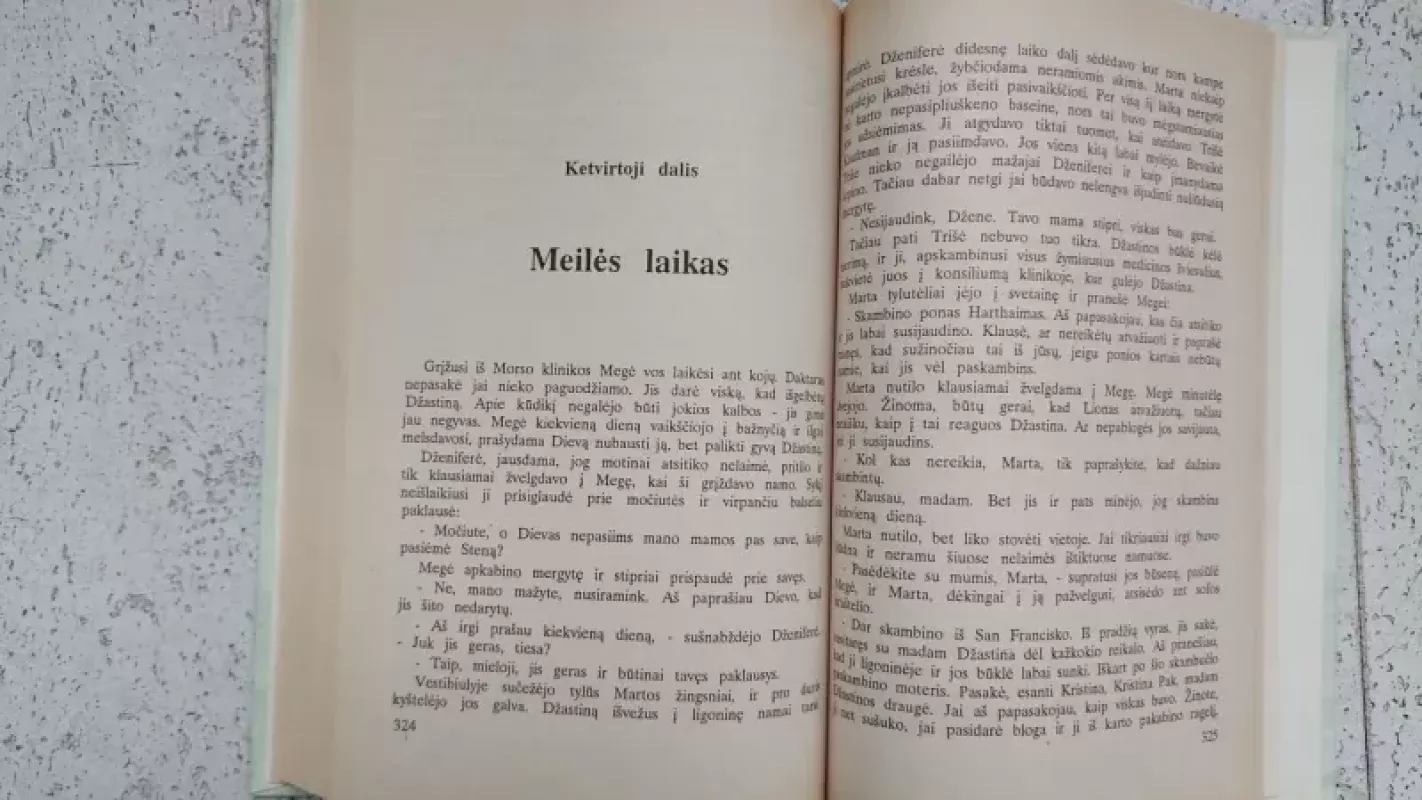 Ketvirtoji dalis
Meilės laikas
Grįžusi iš Morso klinikos Megė vos laikėsi ant kojų. Daktaras
nepasakė jai nieko paguodžiamo. Jis darė viską, kad išgelbėtų
Džastiną. Apie kūdikį negalėjo būti jokios kalbos - jis gimė
jau negyvas. Megė kiekvieną dieną vaikščiojo į bažnyčią ir ilgai
melsdavosi, prašydama Dievą nubausti ją, bet palikti gyvą Džastiną.
Dženiferė, jausdama, jog motinai atsitiko nelaimė, pritilo ir
tik klausiamai žvelgdavo į Megę, kai ši grįždavo namo. Sykį
neišlaikiusi ji prisiglaudė prie močiutės ir virpančiu balseliu
paklausė:
- Močiute, o Dievas nepasiims mano mamos pas save, kaip
pasiėmė Steną?
Megė apkabino mergytę ir stipriai prispaudė prie savęs.
- Ne, mano mažyte, nusiramink. Aš paprašiau Dievo, kad
jis šito nedarytų.
- Aš irgi prašau kiekvieną dieną, - sušnabždėjo Dženiferė.
- Juk jis geras, tiesa?
- Taip, mieloji, jis geras ir būtinai tavęs paklausys.
Vestibiulyje sučežėjo tylūs Martos žingsniai, ir pro duris
kyštelėjo jos galva. Džastiną išvežus į ligoninę namai tarsi
324
Dženiferė didesnę laiko dalį sėdėdavo kur nors kampe
krėsle, žybčiodama neramiomis akimis. Marta niekaip
įkalbėti jos išeiti pasivaikščioti. Per visą šį laiką mergytė
karto nepasipliuškeno baseine, nors tai buvo mėgstamiausias
užsiėmimas. Ji atgydavo tiktai tuomet, kai ateidavo Trišė
ir ją pasiimdavo. Jos viena kitą labai mylėjo. Bevaikė
Trišė nieko negailėjo mažajai Dženiferei ir kaip įmanydama
Tačiau dabar netgi jai būdavo nelengva išjudinti nuliūdusią
mergytę.
- Nesijaudink, Džene. Tavo mama stipri, viskas bus gerai.
Tačiau pati Trišė nebuvo tuo tikra. Džastinos būklė kėlė
nerimą, ir ji, apskambinusi visus žymiausius medicinos šviesulius,
sukvietė juos į konsiliumą klinikoje, kur gulėjo Džastina.
Marta tylutėliai įėjo į svetainę ir pranešė Megei:
- Skambino ponas Harthaimas. Aš papasakojau, kas čia atsitiko
ir jis labai susijaudino. Klausė, ar nereikėtų atvažiuoti ir paprašė
kad sužinočiau tai iš jūsų, jeigu ponios kartais nebūtų
namie, kai jis vėl paskambins.
Marta nutilo klausiamai žvelgdama į Megę. Megė minutėlę
dvejojo. Žinoma, būtų gerai, kad Lionas atvažiuotų, tačiau
neaišku, kaip į tai reaguos Džastina. Ar nepablogės jos savijauta,
ji susijaudins.
- Kol kas nereikia, Marta, tik paprašykite, kad dažniau
skambintų.
- Klausau, madam. Bet jis ir pats minėjo, jog skambins
kiekvieną dieną.
Marta nutilo, bet liko stovėti vietoje. Jai tikriausiai irgi buvo
liūdna ir neramu šiuose nelaimės ištiktuose namuose.
- Pasėdėkite su mumis, Marta, - supratusi jos būseną, pasiūlė
Megė, ir Marta, dėkingai į ją pažvelgusi, atsisėdo ant sofos
kraštelio.
- Dar skambino iš San Francisko. Iš pradžių vyras, jis sakė,
susitaręs su madam Džastina dėl kažkokio reikalo. Aš pranešiau,
kad ji ligoninėje ir jos būklė labai sunki. Iškart po šio skambučio
paskambino moteris. Pasakė, esanti Kristina, Kristina Pak, madam
Džastinos draugė. Jai aš papasakojau, kaip viskas buvo. Žinote,
ji net sušuko, jai pasidarė bloga ir ji iš karto pakabino ragelį.
325